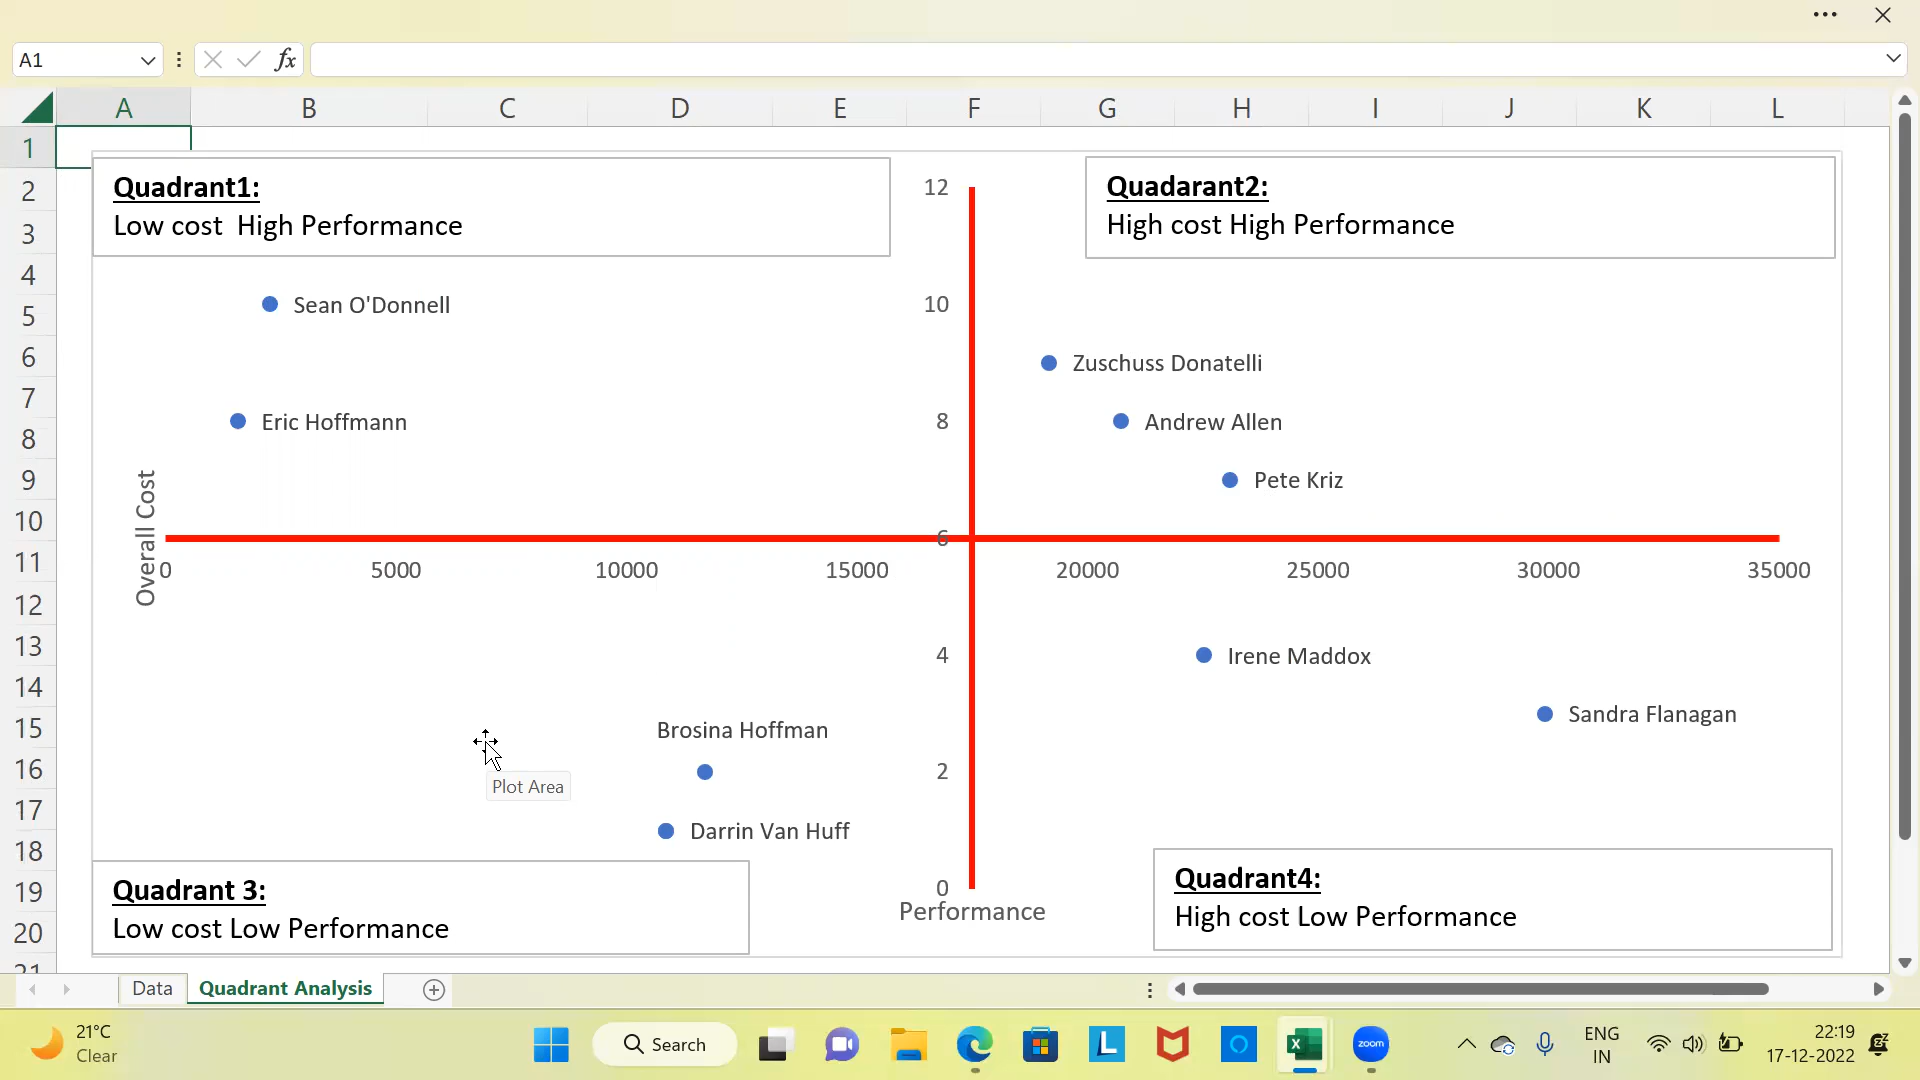 A1
fx
A B C D E F G H I J K L
1
2
3
4
5
6
7
8
9
10
11
12
13
14
15
16
17
18
19
20
21
Quadrant1:
Low cost  High Performance
Quadarant2:
High cost High Performance
12
10
8
6
4
2
0
Sean O'Donnell
Zuschuss Donatelli
Eric Hoffmann
Andrew Allen
Pete Kriz
Overall Cost
0 5000 10000 15000 20000 25000 30000 35000
Irene Maddox
Sandra Flanagan
Brosina Hoffman
Plot Area
Darrin Van Huff
Performance
Quadrant 3:
Low cost Low Performance
Quadrant4:
High cost Low Performance
Data
Quadrant Analysis
21°C
Clear
Search
L
X
zoom
ENG
IN
22:19
17-12-2022